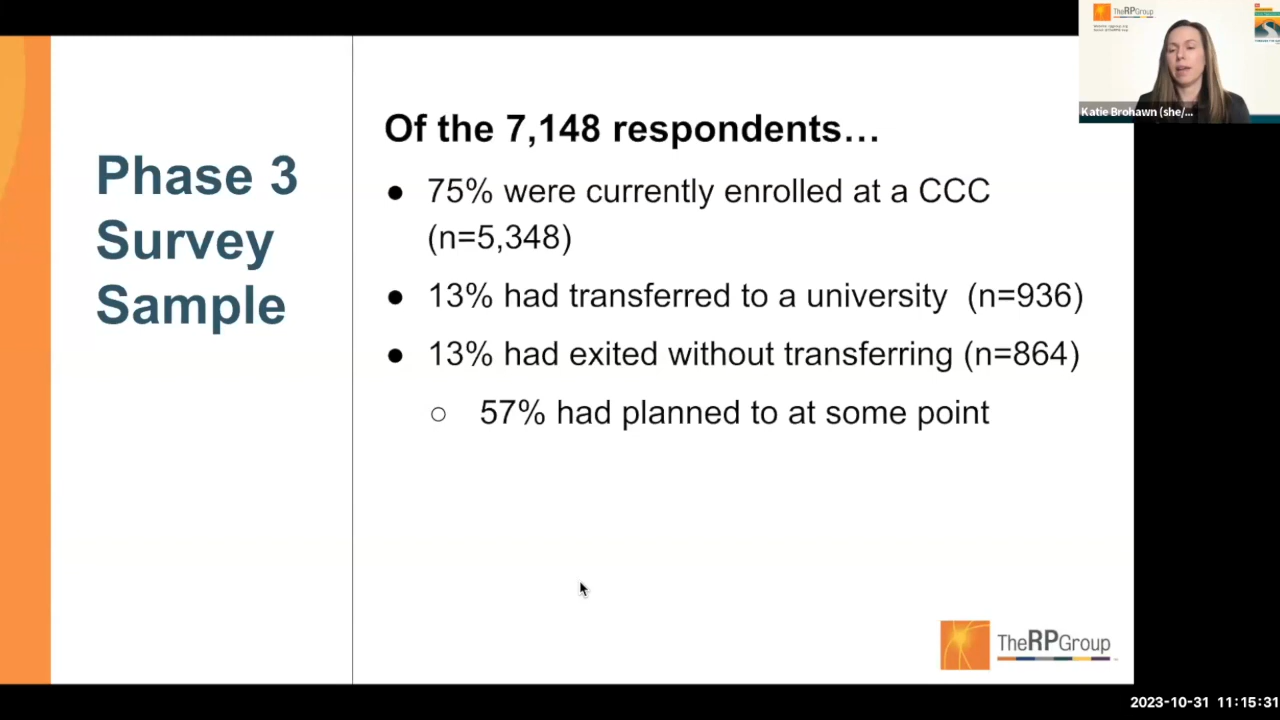 Phase 3
Survey
Sample
Of the 7,148 respondents…
● 75% were currently enrolled at a CCC
(n=5,348)
● 13% had transferred to a university (n=936)
● 13% had exited without transferring (n=864)
○ 57% had planned to at some point
TheRPGroup
TheRPGroup
Katie Brohawn (she/...
2023-10-31 11:15:31